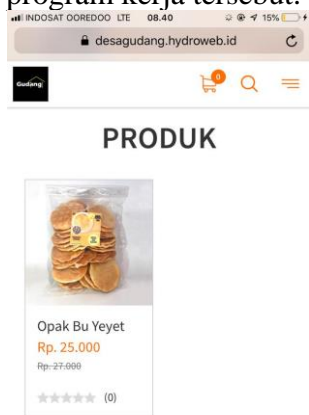 program kerja tersebut.
INDOSAT OOREDOO LTE 08.40 15%
desagudang.hydroweb.id
Gudang
0
PRODUK
Opak Bu Yeyet
Rp. 25.000
Rp. 27.000
(0)